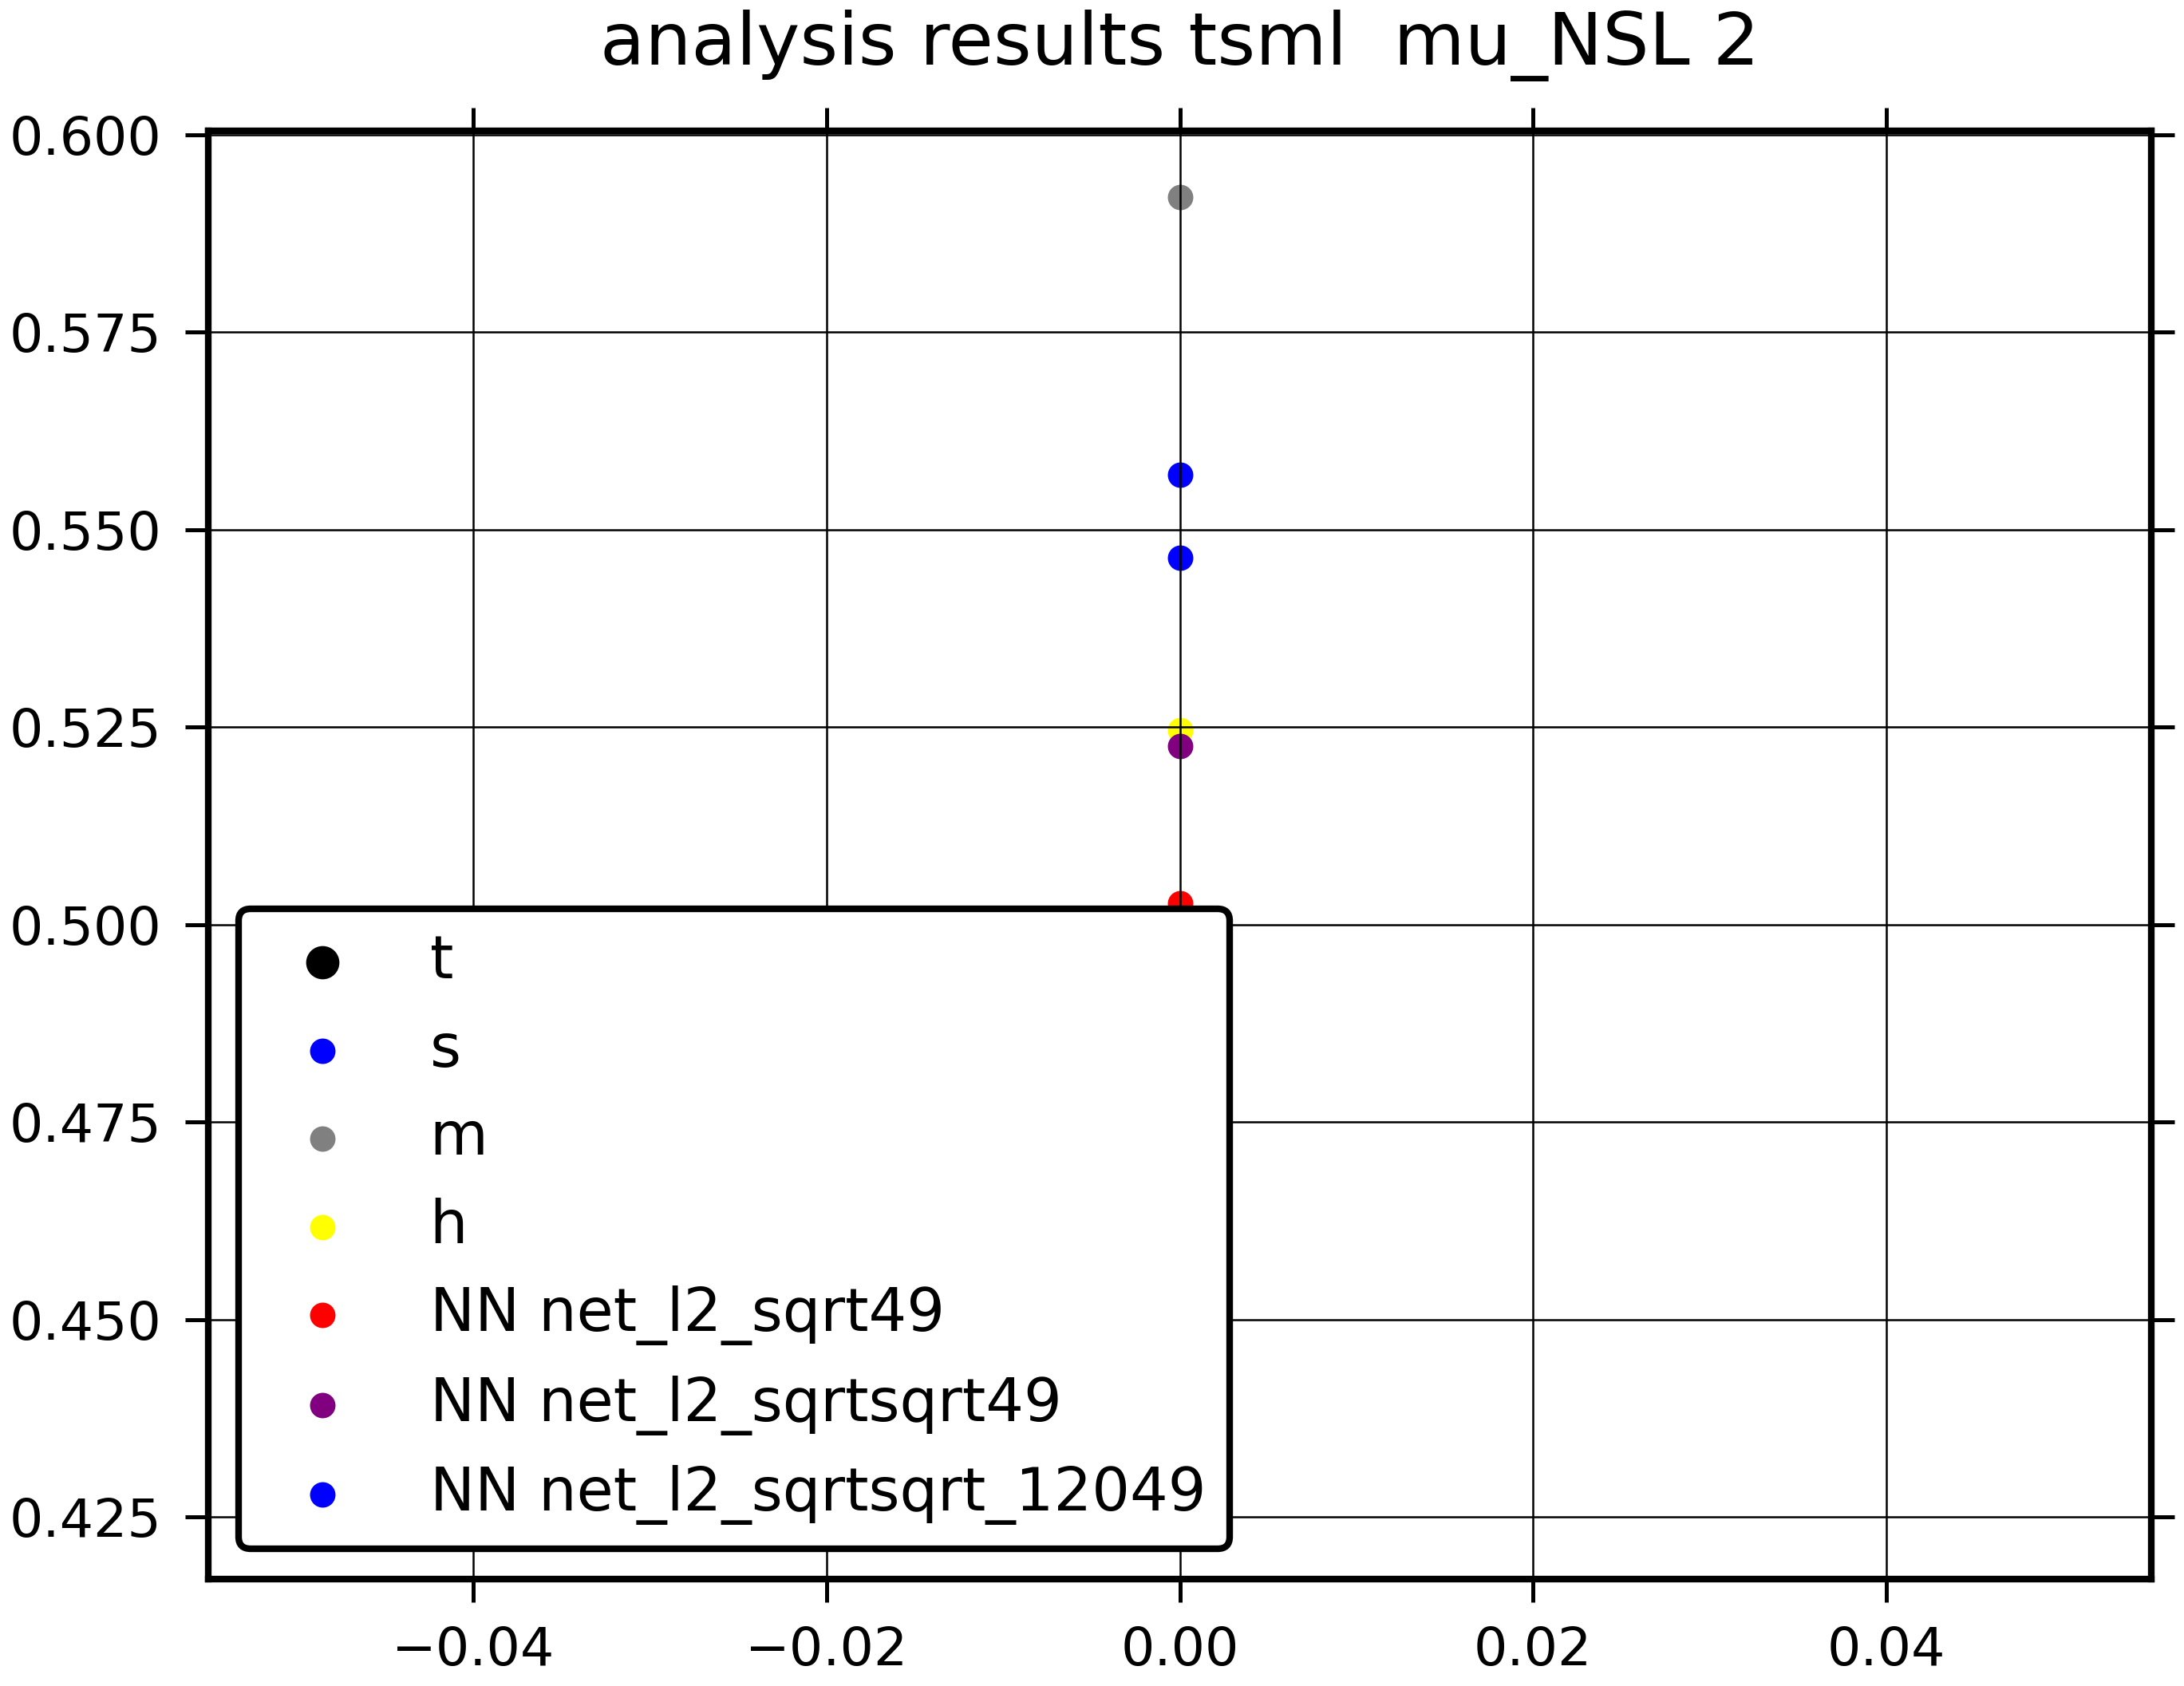 analysis results tsml  mu_NSL 2
0.600
0.575
0.550
0.525
0.500
0.475
0.450
0.425
t
s
m
h
NN net_l2_sqrt49
NN net_l2_sqrtsqrt49
NN net_l2_sqrtsqrt_12049
−0.04 −0.02 0.00 0.02 0.04